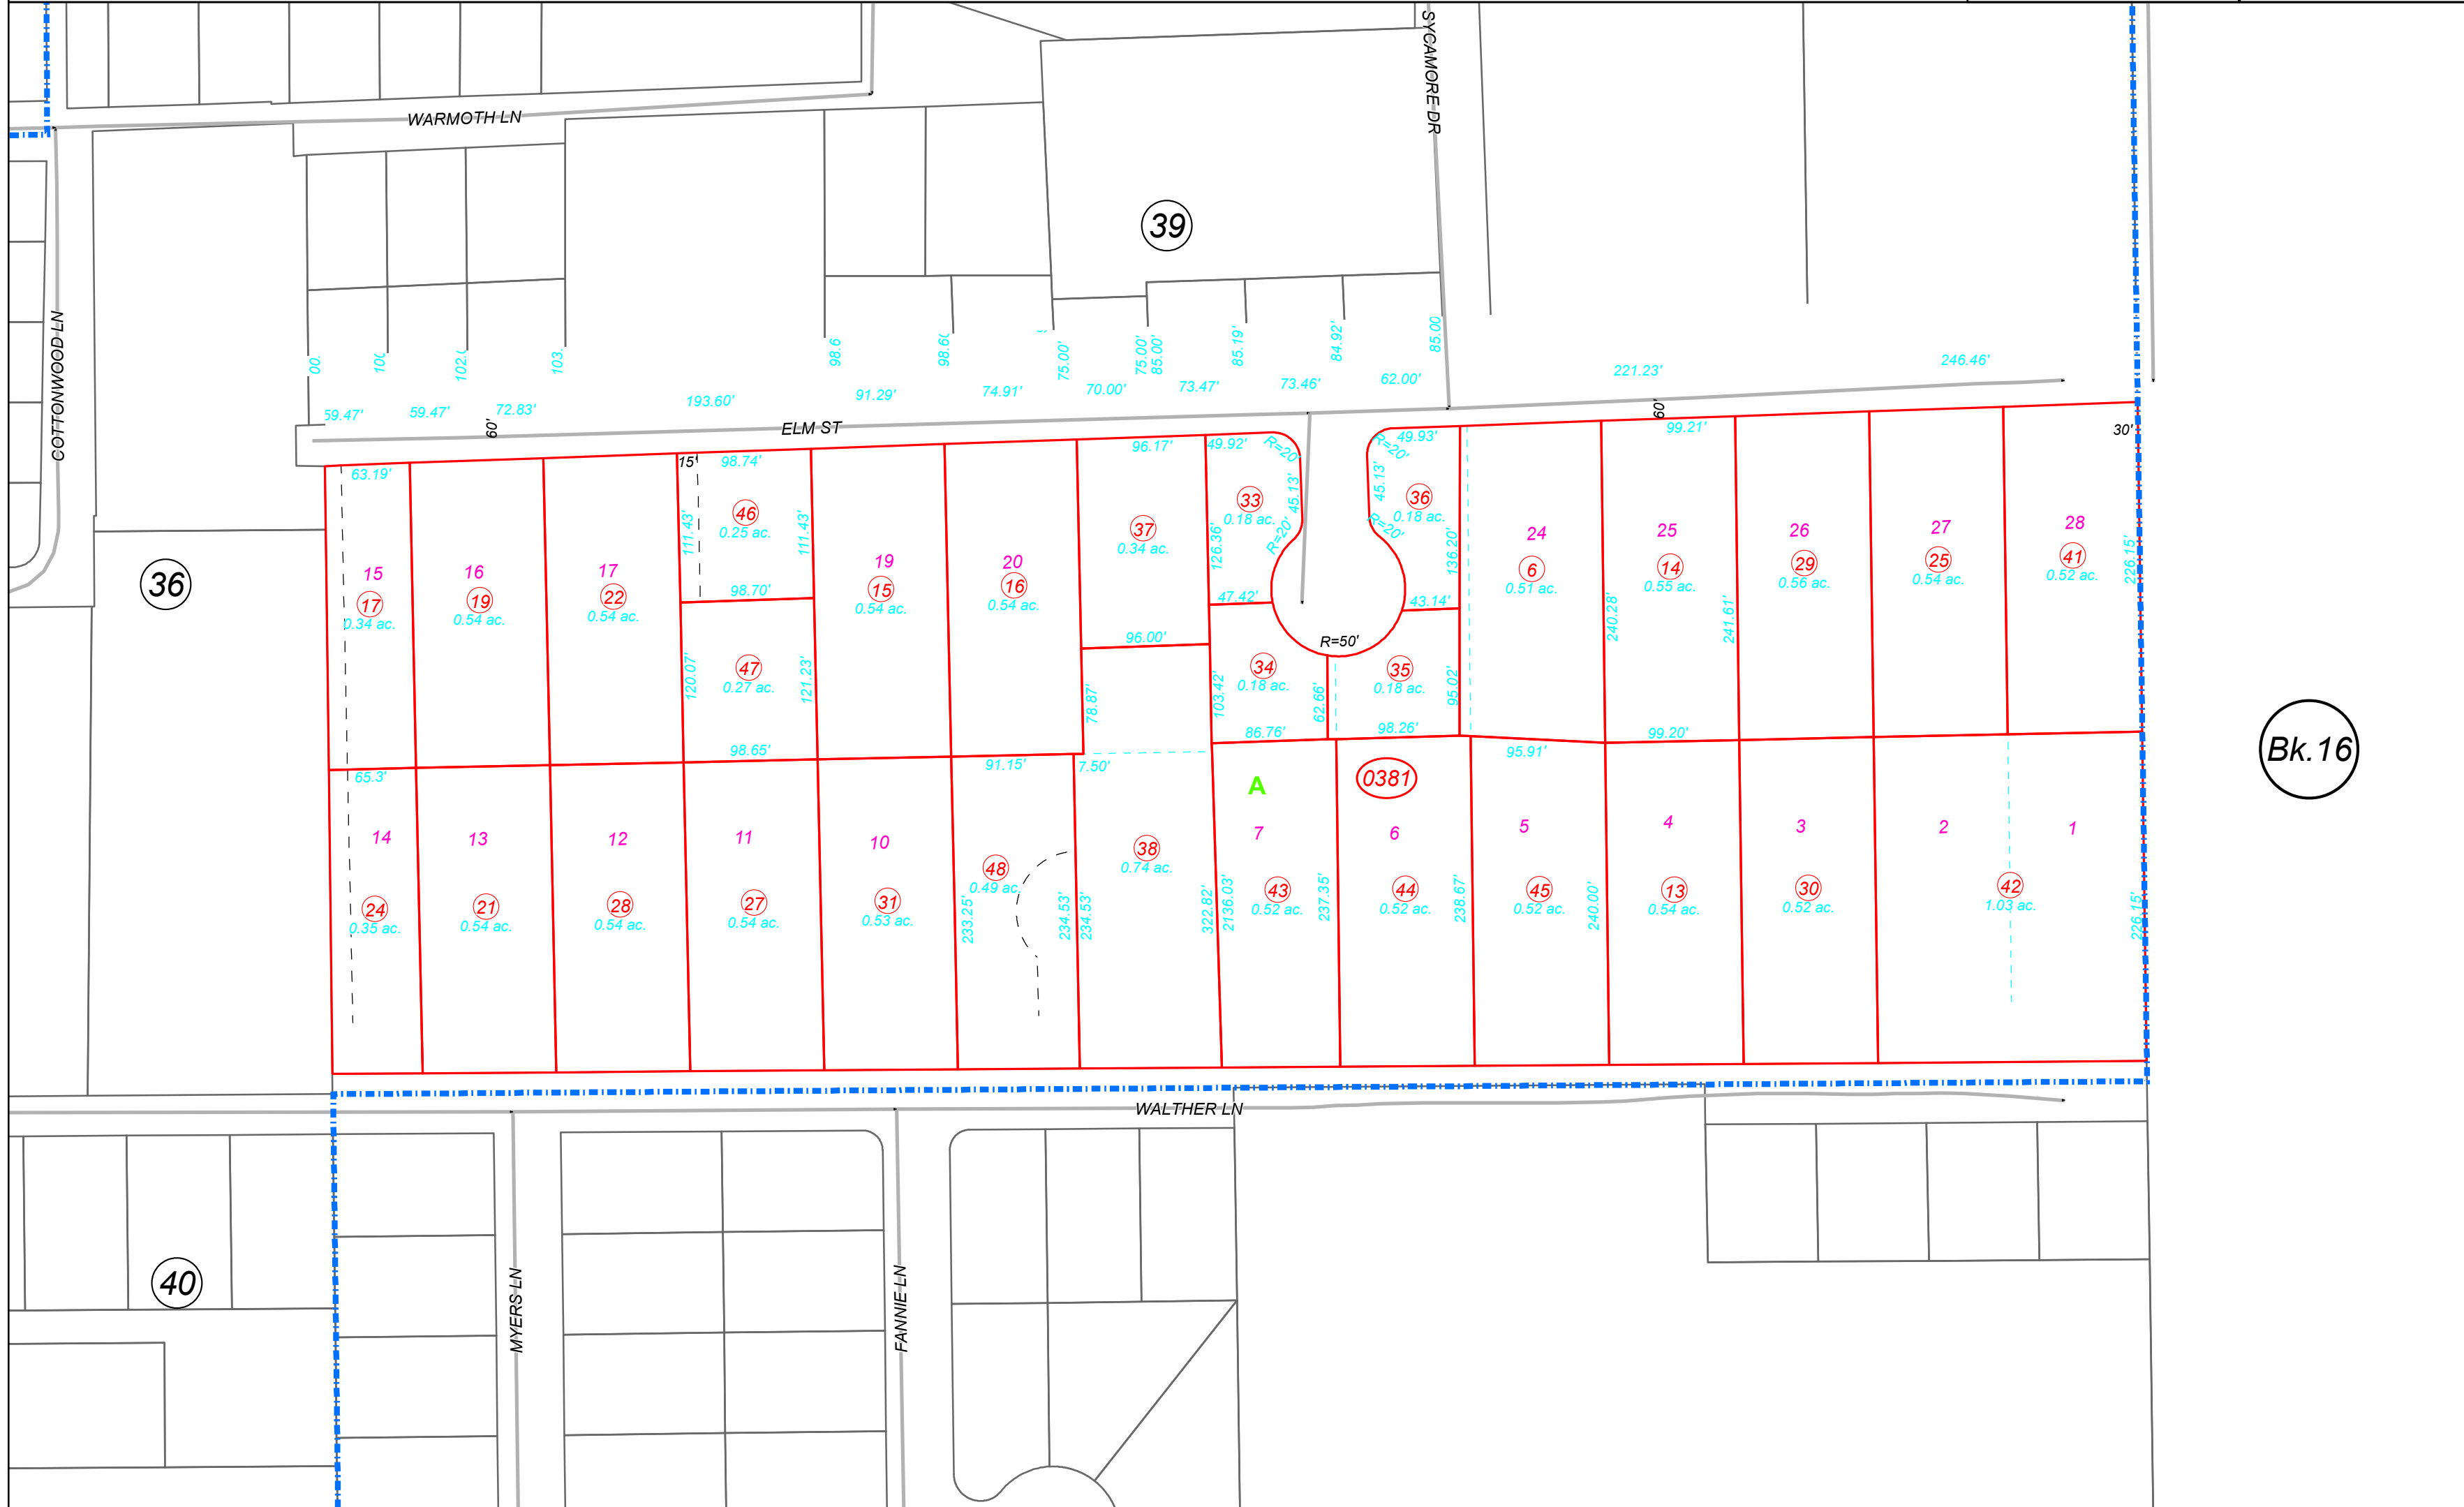 WARMOTH LN
SYCAMORE DR
39
COTTONWOOD LN
00.
100
102.0
103.
98.6
98.60
75.00'
75.00'
85.00'
85.19'
84.92'
85.00
59.47'
59.47'
72.83'
193.60'
91.29'
74.91'
70.00'
73.47'
73.46'
62.00'
221.23'
246.46'
60'
ELM ST
60'
30'
63.19'
15'
98.74'
96.17'
49.92'
R=20'
R=20'
49.93'
99.21'
111.43'
46
0.25 ac.
111.43'
37
0.34 ac.
33
0.18 ac.
45.13'
45.13'
36
0.18 ac.
126.36'
R=20'
R=20'
136.20'
36
15
17
0.34 ac.
16
19
0.54 ac.
17
22
0.54 ac.
98.70'
19
15
0.54 ac.
20
16
0.54 ac.
47.42'
43.14'
24
6
0.51 ac.
240.28'
25
14
0.55 ac.
241.61'
26
29
0.56 ac.
27
25
0.54 ac.
28
41
0.52 ac.
226.15'
120.07'
47
0.27 ac.
121.23'
96.00'
R=50'
78.87'
103.42'
34
0.18 ac.
62.66'
35
0.18 ac.
95.02'
98.65'
86.76'
98.26'
95.91'
99.20'
65.3'
91.15'
7.50'
A
0381
Bk.16
14
24
0.35 ac.
13
21
0.54 ac.
12
28
0.54 ac.
11
27
0.54 ac.
10
31
0.53 ac.
233.25'
48
0.49 ac.
234.53'
234.53'
38
0.74 ac.
322.82'
2136.03'
7
43
0.52 ac.
237.35'
6
44
0.52 ac.
238.67'
5
45
0.52 ac.
240.00'
4
13
0.54 ac.
3
30
0.52 ac.
2
1
42
1.03 ac.
226.15'
WALTHER LN
40
MYERS LN
FANNIE LN